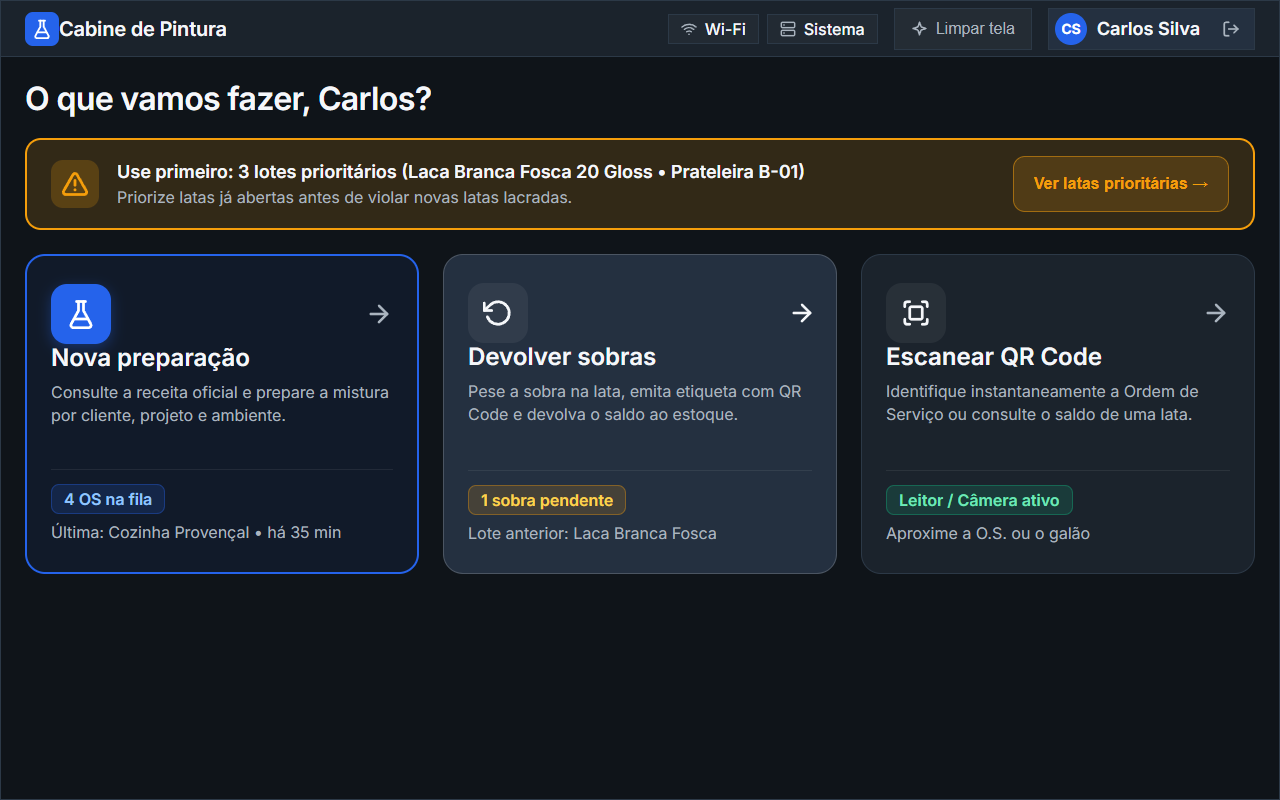 Cabine de Pintura
Wi-Fi
Sistema
Limpar tela
CS
Carlos Silva
O que vamos fazer, Carlos?
Use primeiro: 3 lotes prioritários (Laca Branca Fosca 20 Gloss • Prateleira B-01)
Priorize latas já abertas antes de violar novas latas lacradas.
Ver latas prioritárias →
Nova preparação
Consulte a receita oficial e prepare a mistura
por cliente, projeto e ambiente.
4 OS na fila
Última: Cozinha Provençal • há 35 min
Devolver sobras
Pese a sobra na lata, emita etiqueta com QR
Code e devolva o saldo ao estoque.
1 sobra pendente
Lote anterior: Laca Branca Fosca
Escanear QR Code
Identifique instantaneamente a Ordem de
Serviço ou consulte o saldo de uma lata.
Leitor / Câmera ativo
Aproxime a O.S. ou o galão